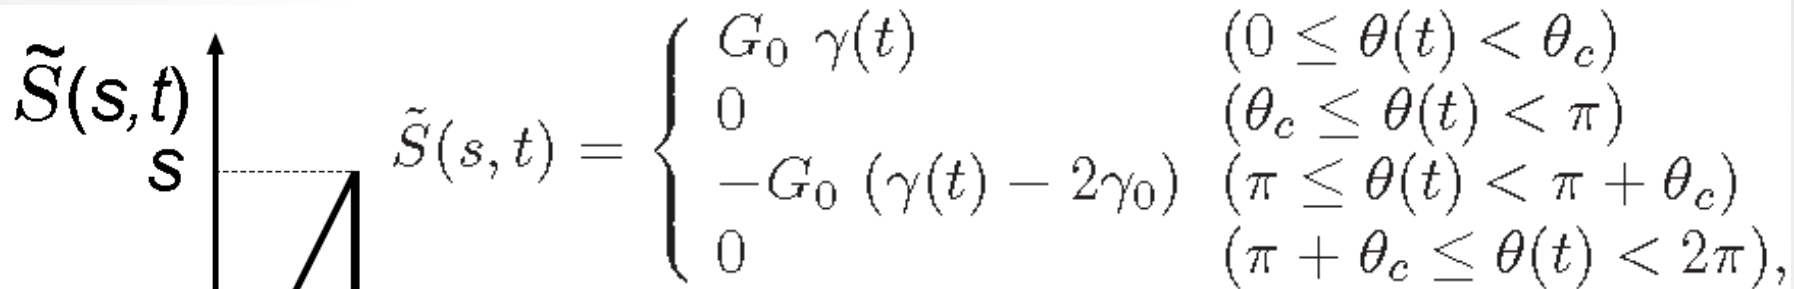 S̃(s,t)
s
S̃(s, t) = { G₀ γ(t) (0 ≤ θ(t) < θ_c)
0 (θ_c ≤ θ(t) < π)
−G₀ (γ(t) − 2γ₀) (π ≤ θ(t) < π + θ_c)
0 (π + θ_c ≤ θ(t) < 2π),